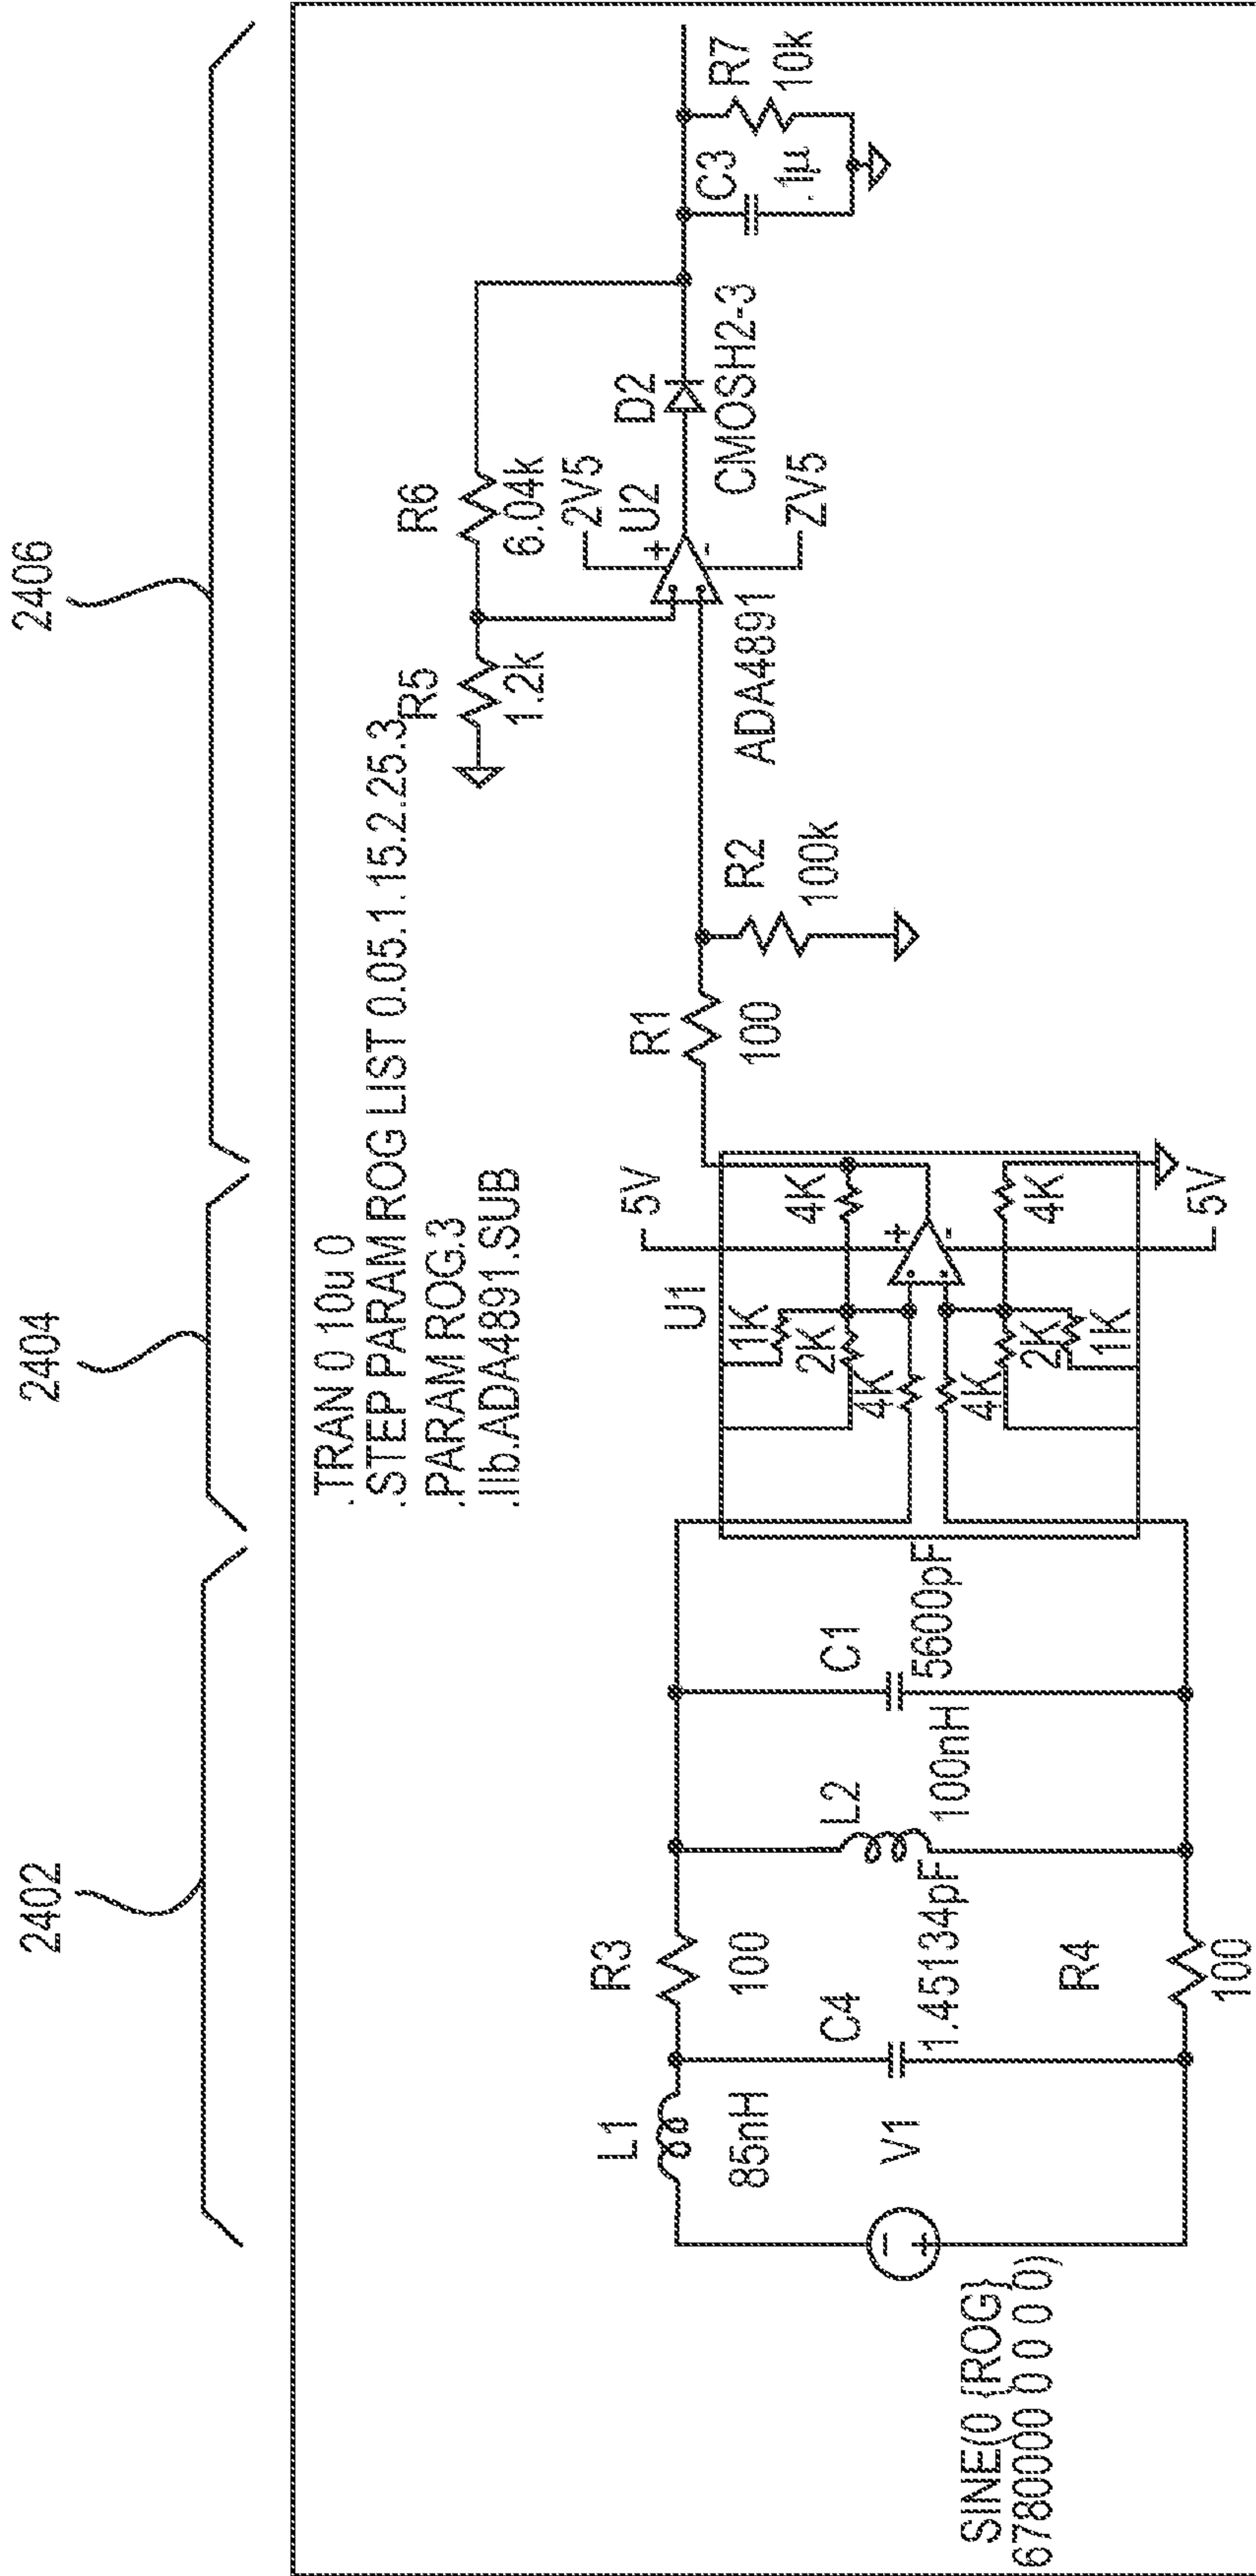 2402
2404
2406
.TRAN 0 10u 0
.STEP PARAM ROG LIST 0.05.1.15.2.25.3
.PARAM ROG.3
.lib.ADA4891.SUB
R5
1.2k
R6
6.04k
2V5
U2
+
-
ZV5
ADA4891
D2
CMOSH2-3
C3
.1µ
R7
10k
R1
100
R2
100k
U1
5V
1K
2K
4K
4K
+
-
4K
2K
1K
4K
5V
L1
85nH
R3
100
C4
1.45134pF
L2
100nH
C1
5600pF
R4
100
V1
-
+
SINE(0 {ROG}
6780000 0 0 0 0)